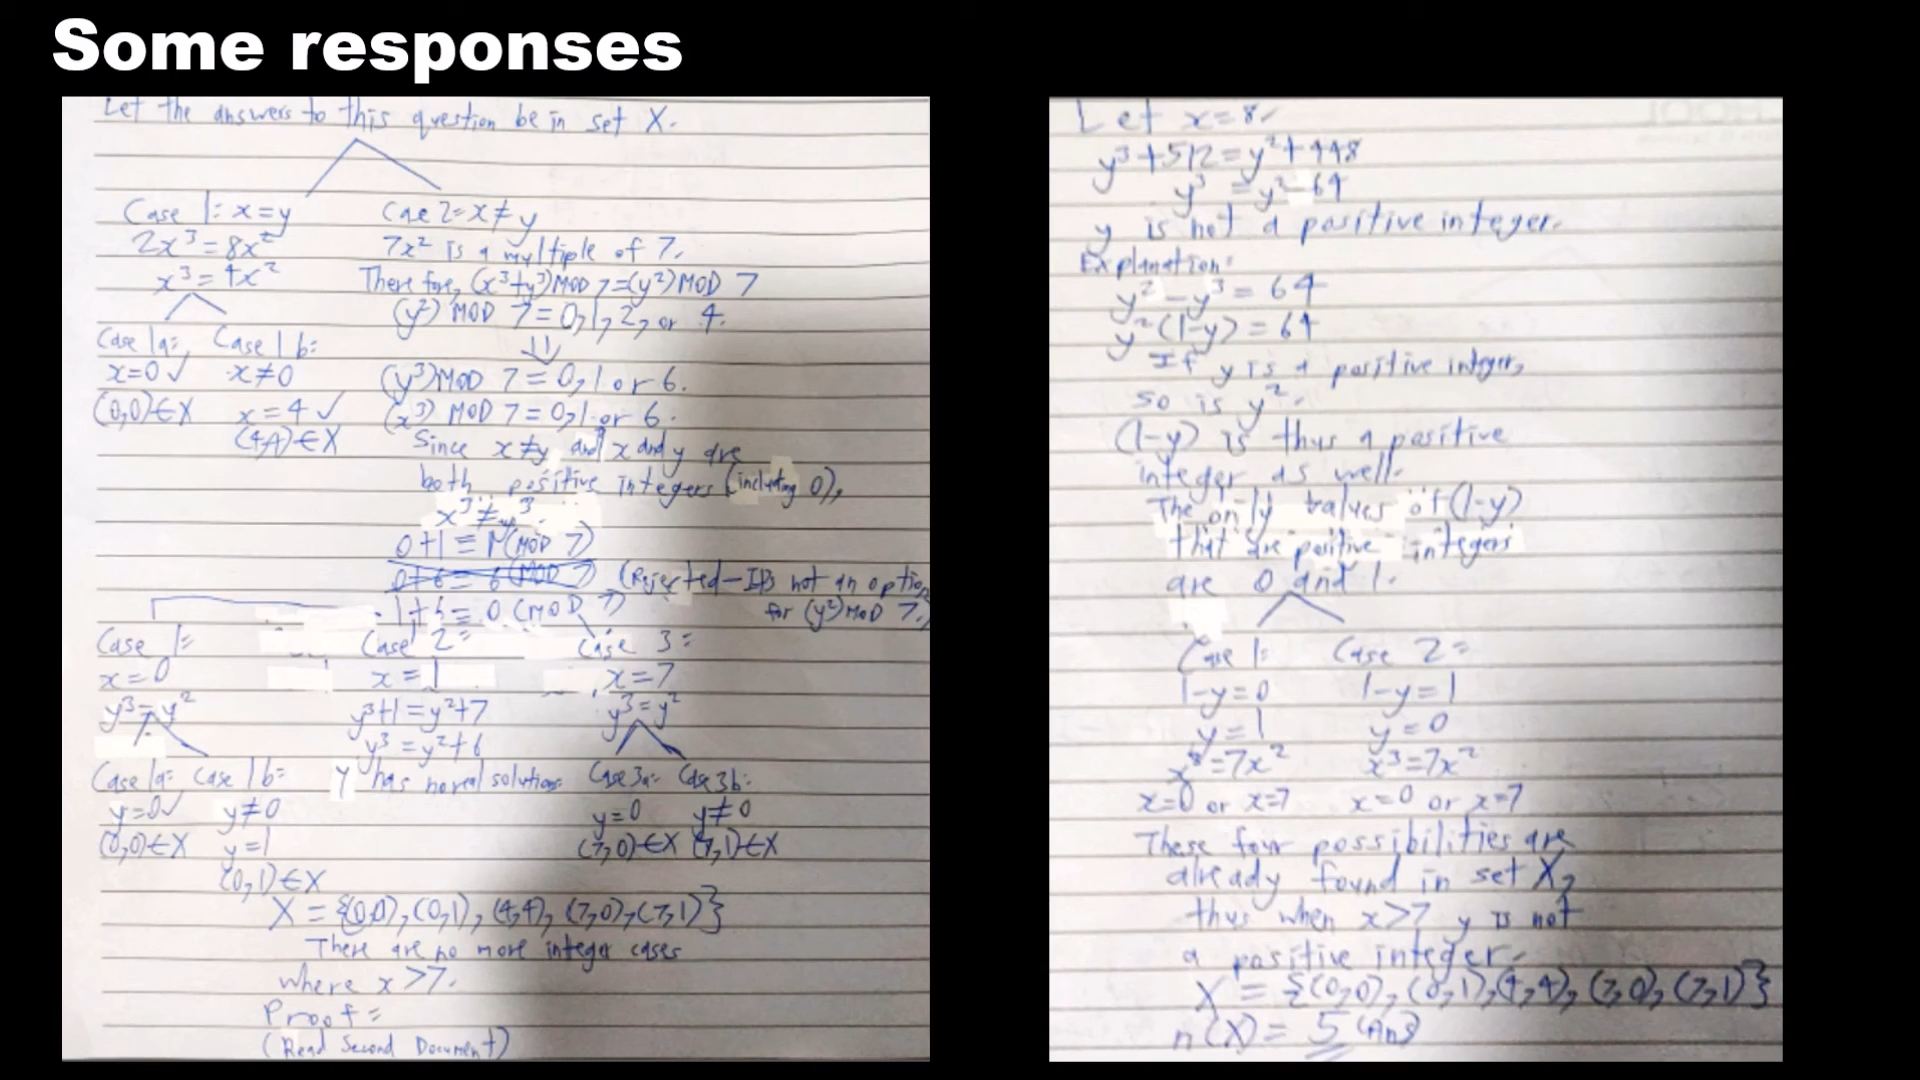 Some responses
Let the answers to this question be in set X.
Case 1: x=y
2x³=8x²
x³=4x²
Case 1a:
x=0✓
(0,0)∈X
Case 1b:
x≠0
x=4✓
(4,4)∈X
Case 2=x≠y
7x² is a multiple of 7.
Therefore, (x³+y³)MOD 7=(y²)MOD 7
(y²) MOD 7=0,1,2, or 4.
⇓
(y³)MOD 7=0,1 or 6.
(x³) MOD 7=0,1 or 6.
Since x≠y and x and y are
both positive integers (including 0),
x³≠y³.
0+1≡1(MOD 7)
0+6≡6(MOD 7) (Rejected-It is not an option
for (y²)MOD 7.)
1+6≡0(MOD 7)
Case 1:
x=0
y³=y²
Case 1a:
y=0✓
(0,0)∈X
Case 1b=
y≠0
y=1
(0,1)∈X
Case 2=
x=1
y³+1=y²+7
y³=y²+6
y has no real solutions
Case 3=
x=7
y³=y²
Case 3a:
y=0
(7,0)∈X
Case 3b=
y≠0
(7,1)∈X
X={(0,0),(0,1),(4,4),(7,0),(7,1)}
There are no more integer cases
where x>7.
Proof=
(Read Second Document)
Let x=8.
y³+512=y²+448
y³=y²-64
y is not a positive integer.
Explanation:
y²-y³=64
y²(1-y)=64
If y is a positive integer,
so is y².
(1-y) is thus a positive
integer as well.
The only values of (1-y)
that are positive integers
are 0 and 1.
Case 1=
1-y=0
y=1
x³=7x²
x=0 or x=7
Case 2=
1-y=1
y=0
x³=7x²
x=0 or x=7
These four possibilities are
already found in set X,
thus when x>7 y is not
a positive integer.
X={(0,0),(0,1),(4,4),(7,0),(7,1)}
n(X)=5 (Ans)